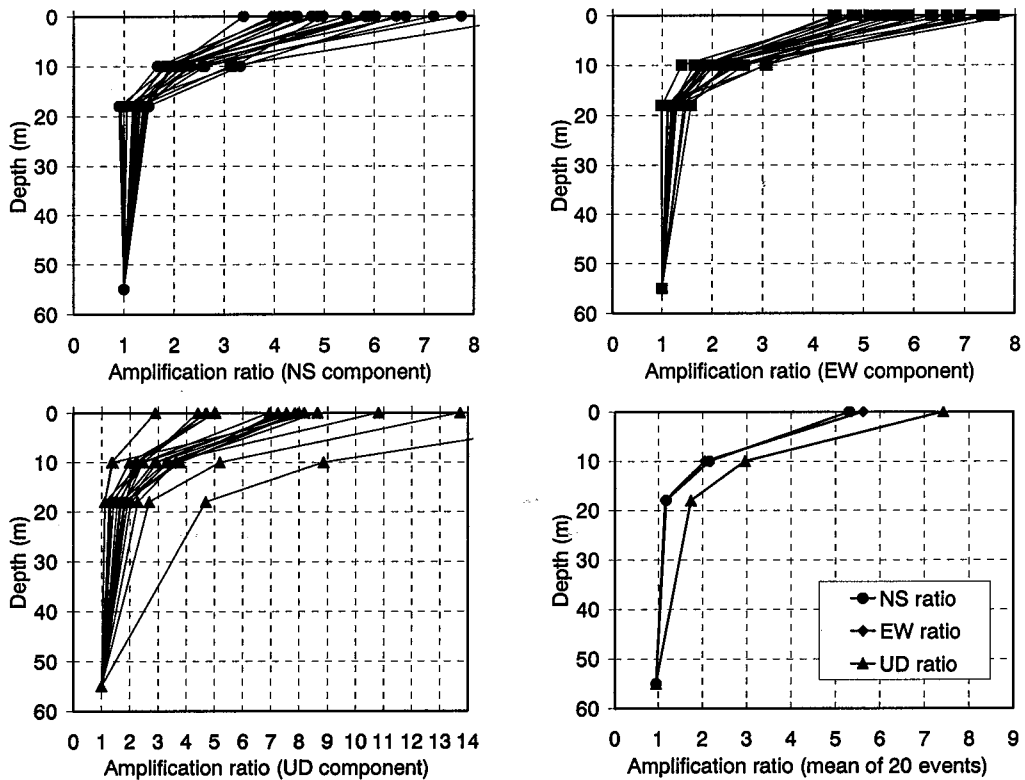 0
10
20
30
40
50
60
Depth (m)
0 1 2 3 4 5 6 7 8
Amplification ratio (NS component)
0
10
20
30
40
50
60
Depth (m)
0 1 2 3 4 5 6 7 8
Amplification ratio (EW component)
0
10
20
30
40
50
60
Depth (m)
0 1 2 3 4 5 6 7 8 9 10 11 12 13 14
Amplification ratio (UD component)
0
10
20
30
40
50
60
Depth (m)
NS ratio
EW ratio
UD ratio
0 1 2 3 4 5 6 7 8 9
Amplification ratio (mean of 20 events)